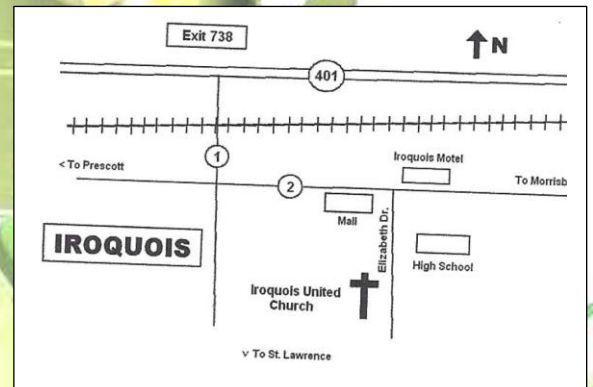 Exit 738
N
401
1
< To Prescott
Iroquois Motel
2
To Morrisb
Mall
Elizabeth Dr.
IROQUOIS
High School
Iroquois United
Church
v To St. Lawrence